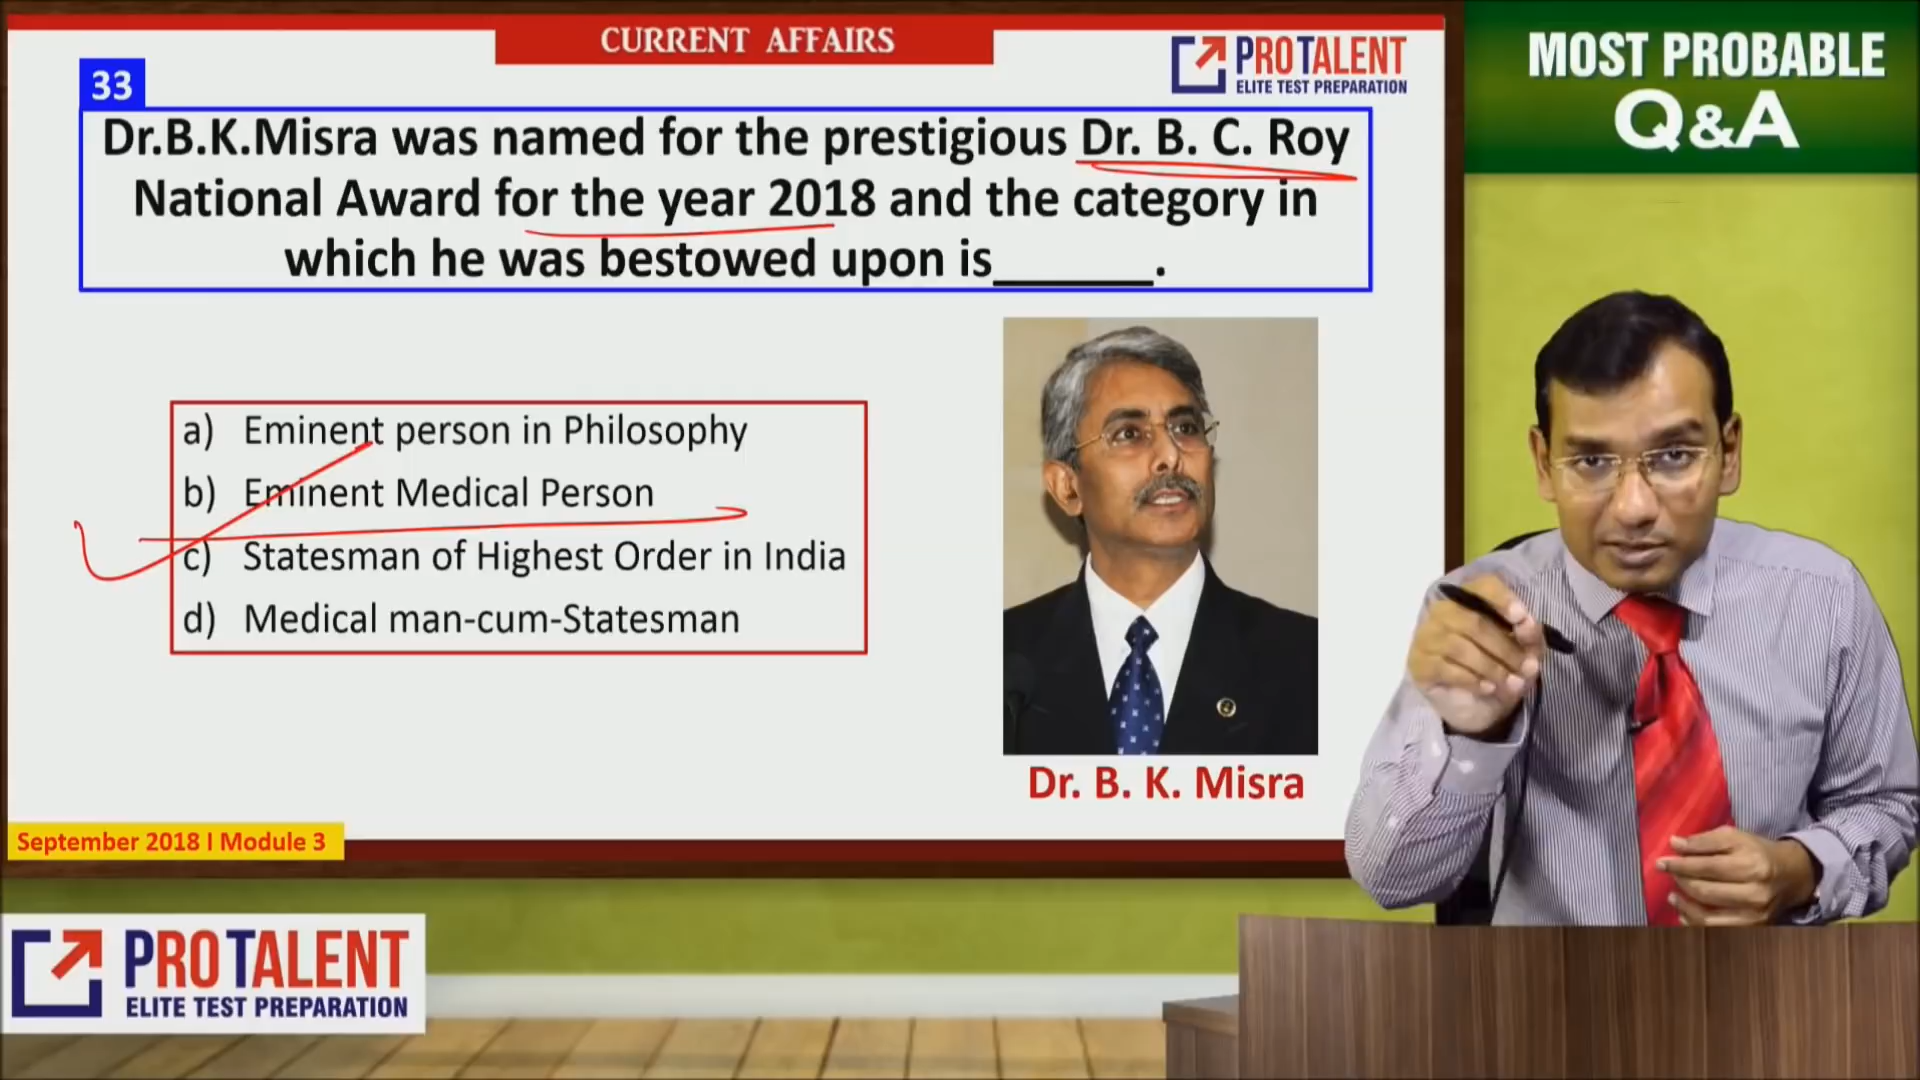 CURRENT AFFAIRS
PROTALENT
ELITE TEST PREPARATION
MOST PROBABLE
Q&A
33
Dr.B.K.Misra was named for the prestigious Dr. B. C. Roy
National Award for the year 2018 and the category in
which he was bestowed upon is_______.
a) Eminent person in Philosophy
b) Eminent Medical Person
c) Statesman of Highest Order in India
d) Medical man-cum-Statesman
Dr. B. K. Misra
September 2018 I Module 3
PROTALENT
ELITE TEST PREPARATION